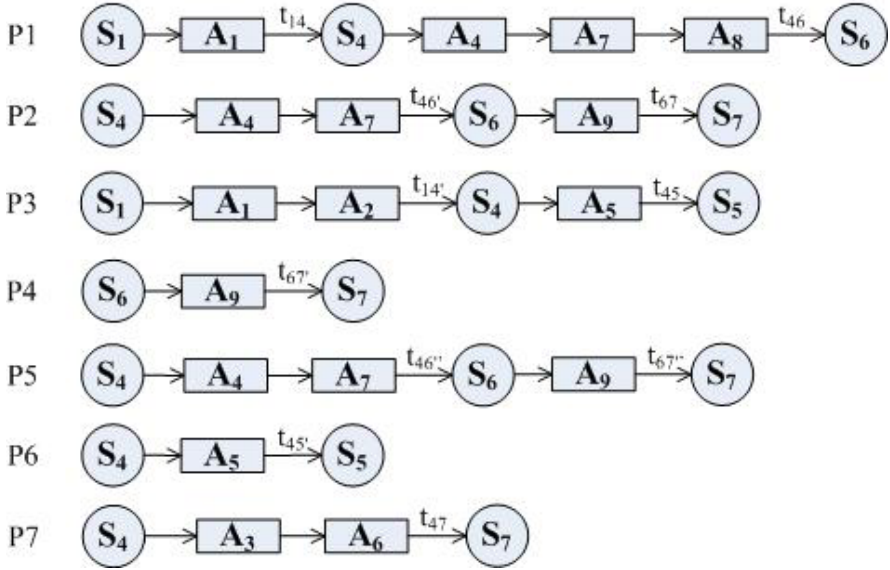 P1 S₁ A₁ t₁₄ S₄ A₄ A₇ A₈ t₄₆ S₆
P2 S₄ A₄ A₇ t₄₆' S₆ A₉ t₆₇ S₇
P3 S₁ A₁ A₂ t₁₄' S₄ A₅ t₄₅ S₅
P4 S₆ A₉ t₆₇' S₇
P5 S₄ A₄ A₇ t₄₆'' S₆ A₉ t₆₇'' S₇
P6 S₄ A₅ t₄₅' S₅
P7 S₄ A₃ A₆ t₄₇ S₇